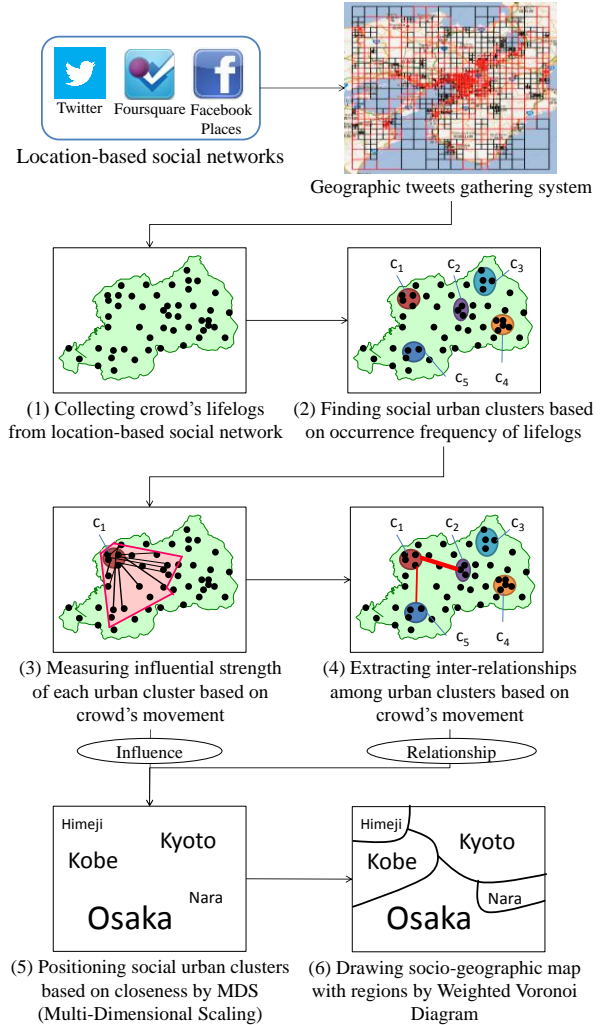 Twitter
Foursquare
Facebook
Places
Location-based social networks
Geographic tweets gathering system
(1) Collecting crowd's lifelogs
from location-based social network
C1
C2
C3
C4
C5
(2) Finding social urban clusters based
on occurrence frequency of lifelogs
C1
(3) Measuring influential strength
of each urban cluster based on
crowd's movement
C1
C2
C3
C4
C5
(4) Extracting inter-relationships
among urban clusters based on
crowd's movement
Influence
Relationship
Himeji
Kyoto
Kobe
Nara
Osaka
(5) Positioning social urban clusters
based on closeness by MDS
(Multi-Dimensional Scaling)
Himeji
Kyoto
Kobe
Nara
Osaka
(6) Drawing socio-geographic map
with regions by Weighted Voronoi
Diagram